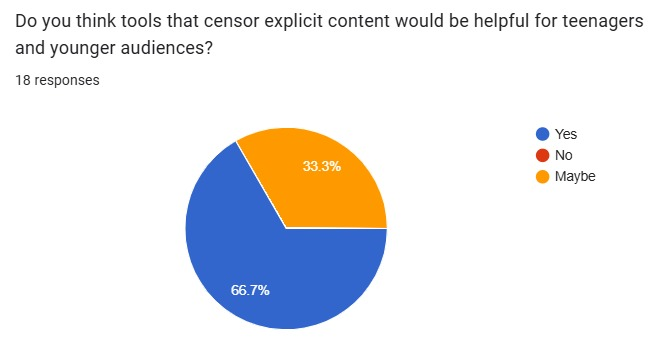 Do you think tools that censor explicit content would be helpful for teenagers
and younger audiences?
18 responses
33.3%
66.7%
Yes
No
Maybe